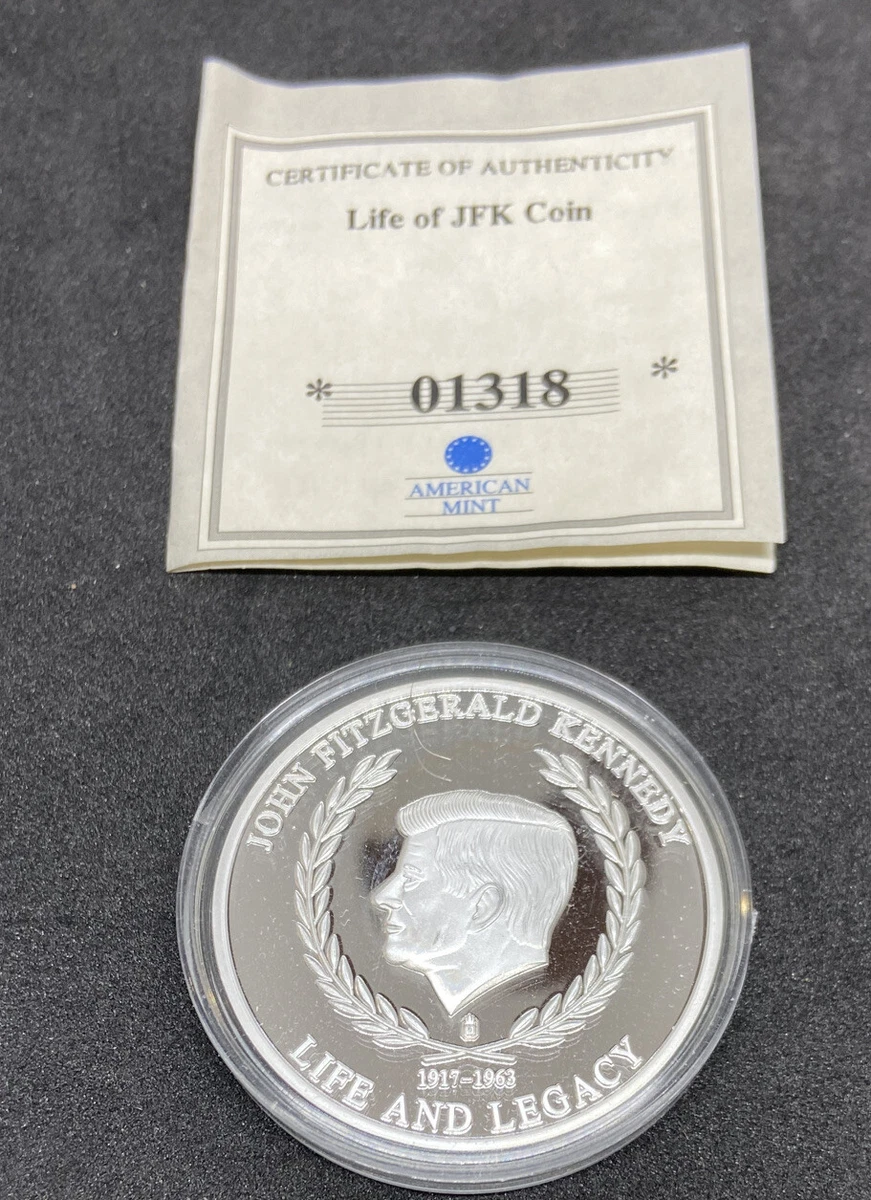 CERTIFICATE OF AUTHENTICITY
Life of JFK Coin
* 01318 *
AMERICAN
MINT
JOHN FITZGERALD KENNEDY
1917-1963
LIFE AND LEGACY